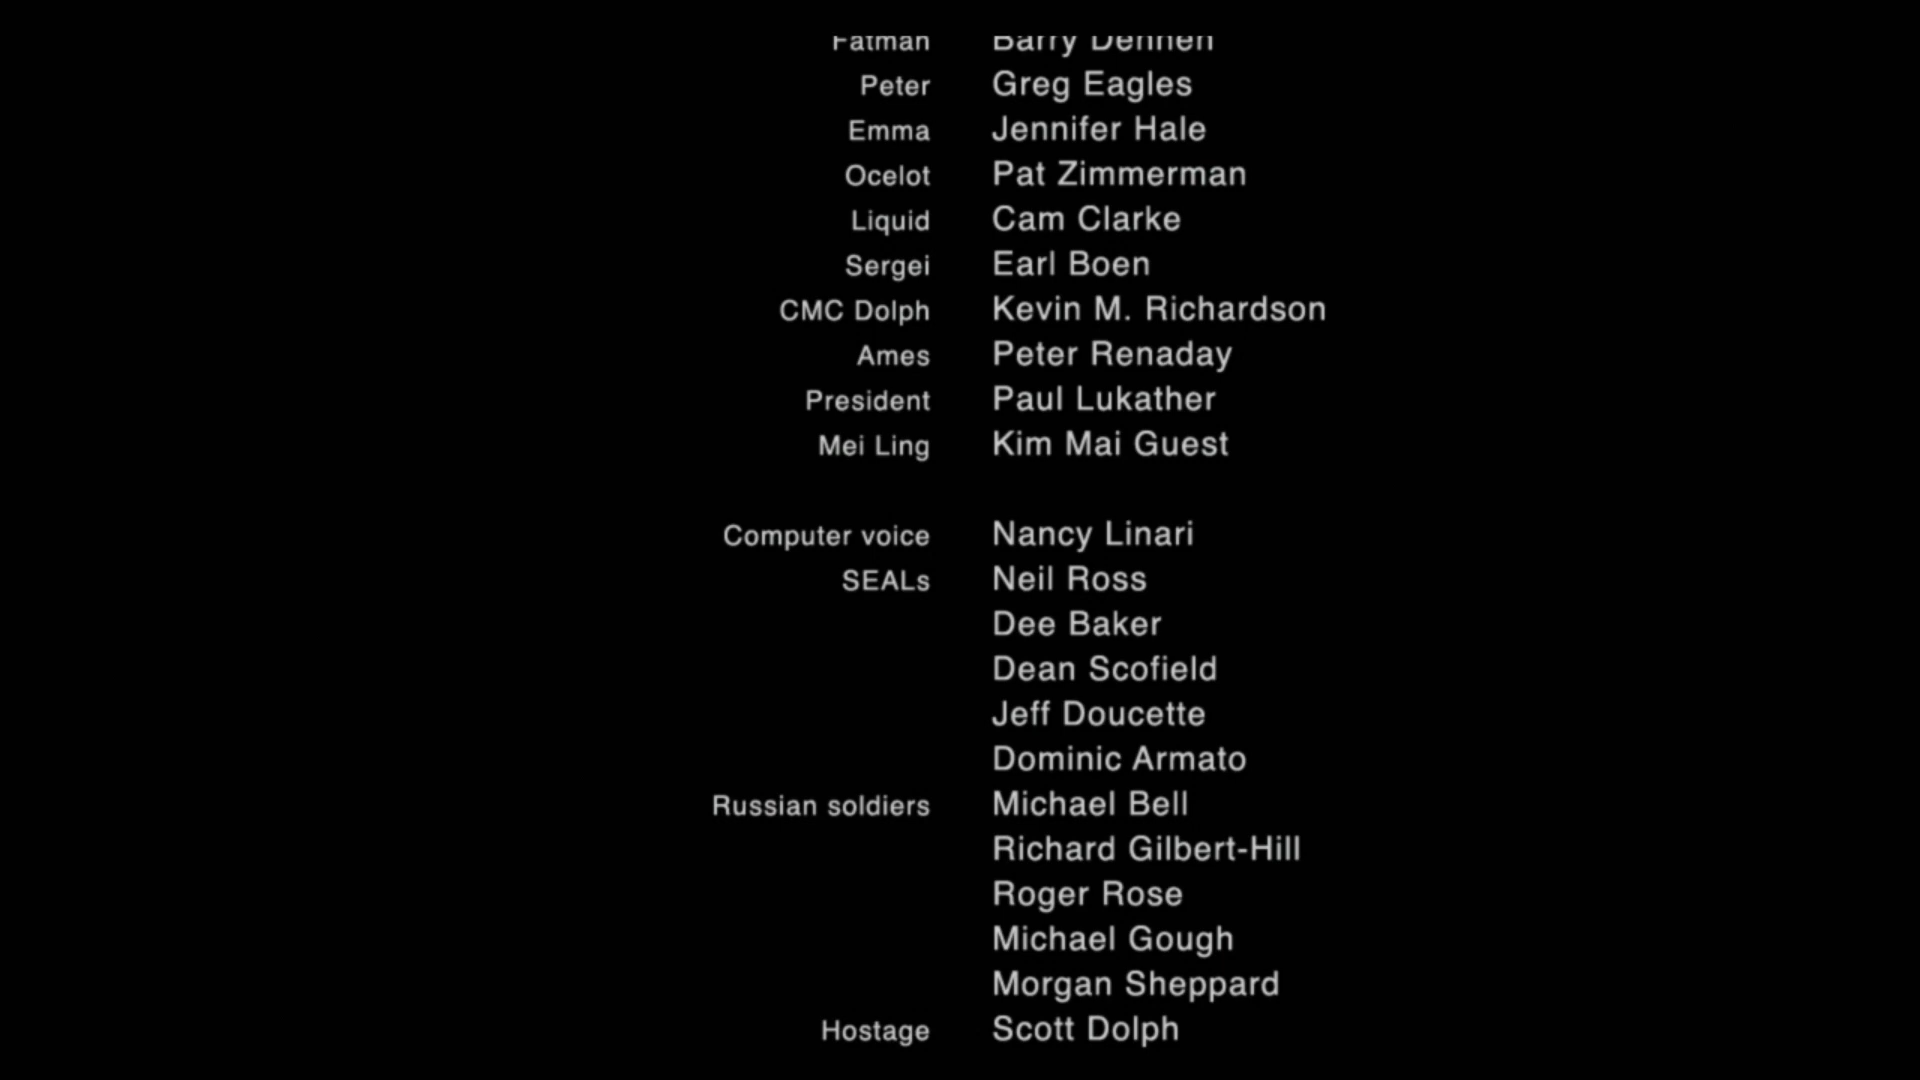 Fatman Barry Dennen
Peter Greg Eagles
Emma Jennifer Hale
Ocelot Pat Zimmerman
Liquid Cam Clarke
Sergei Earl Boen
CMC Dolph Kevin M. Richardson
Ames Peter Renaday
President Paul Lukather
Mei Ling Kim Mai Guest
Computer voice Nancy Linari
SEALs Neil Ross
Dee Baker
Dean Scofield
Jeff Doucette
Dominic Armato
Russian soldiers Michael Bell
Richard Gilbert-Hill
Roger Rose
Michael Gough
Morgan Sheppard
Hostage Scott Dolph